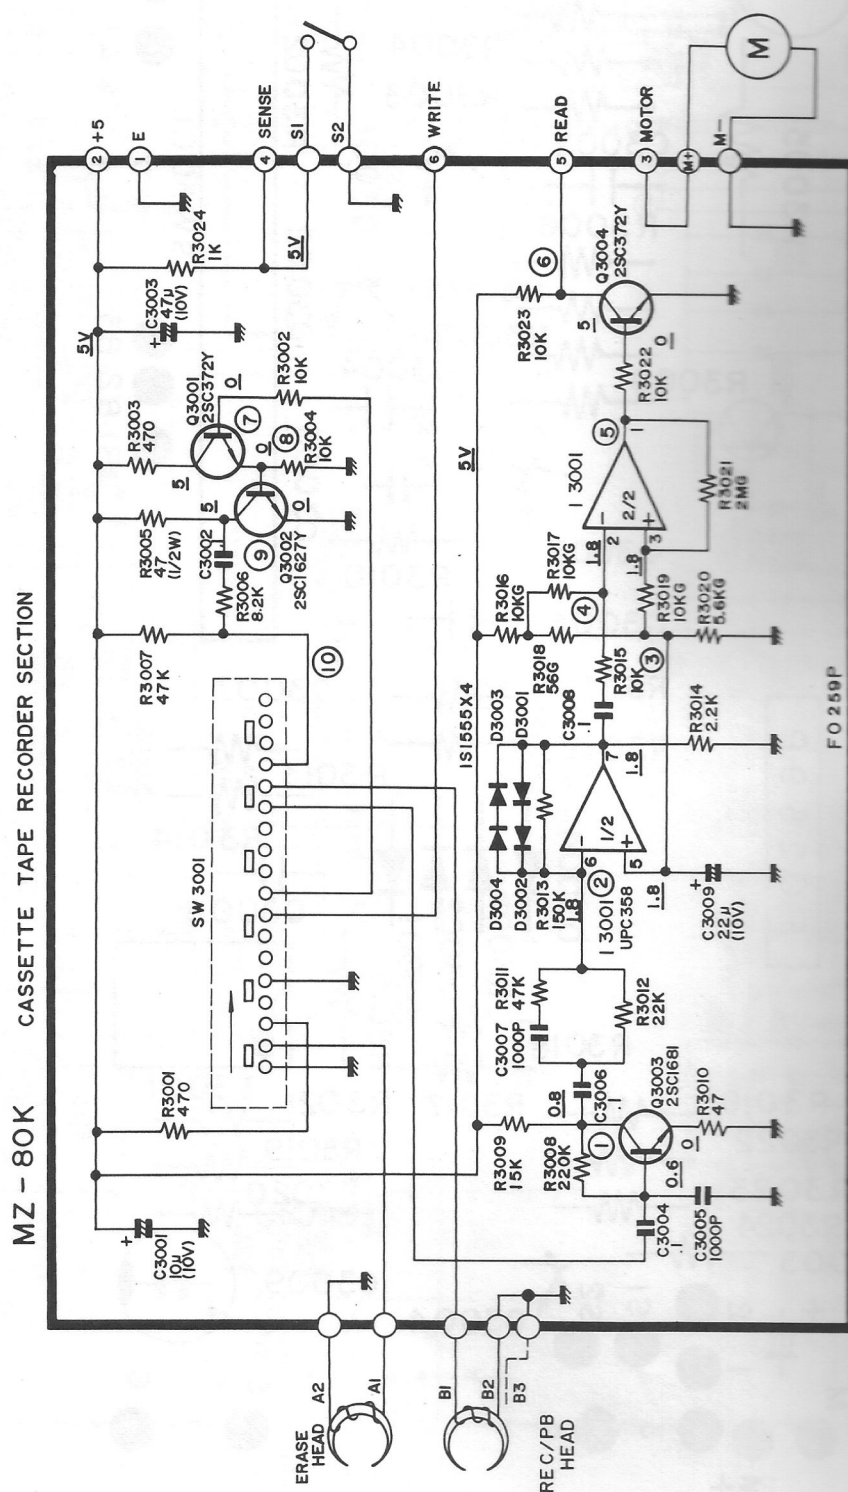 MZ-80K CASSETTE TAPE RECORDER SECTION
2 +5
1 E
4 SENSE
S1
S2
6 WRITE
5 READ
3 MOTOR
M+
M-
M
5V
R3024
1K
5V
C3003
47μ
(10V)
+
R3003
470
Q3001
2SC372Y
5
0
7
R3002
10K
0
8
R3004
10K
R3005
47
(1/2W)
C3002
5
9
0
Q3002
2SC1627Y
R3006
8.2K
R3007
47K
10
SW3001
R3001
470
+
C3001
10μ
(10V)
ERASE
HEAD
A2
A1
REC/PB
HEAD
B1
B2
B3
5V
R3023
10K
6
Q3004
2SC372Y
5
0
R3022
10K
5
1
I 3001
2/2
-
+
2
3
1.8
1.8
R3021
2MG
R3016
10KG
R3017
10KG
4
R3018
56G
R3019
10KG
R3020
5.6KG
3
R3015
10K
C3008
.1
1S1555X4
D3003
D3001
D3004
D3002
R3013
150K
7
1.8
R3014
2.2K
1/2
-
+
6
5
1.8
2
1.8
I 3001
UPC358
+
C3009
22μ
(10V)
R3011
47K
C3007
1000P
R3012
22K
C3006
.1
0.8
R3009
15K
R3008
220K
1
Q3003
2SC1681
0.6
0
R3010
47
C3004
.1
C3005
1000P
FO259P